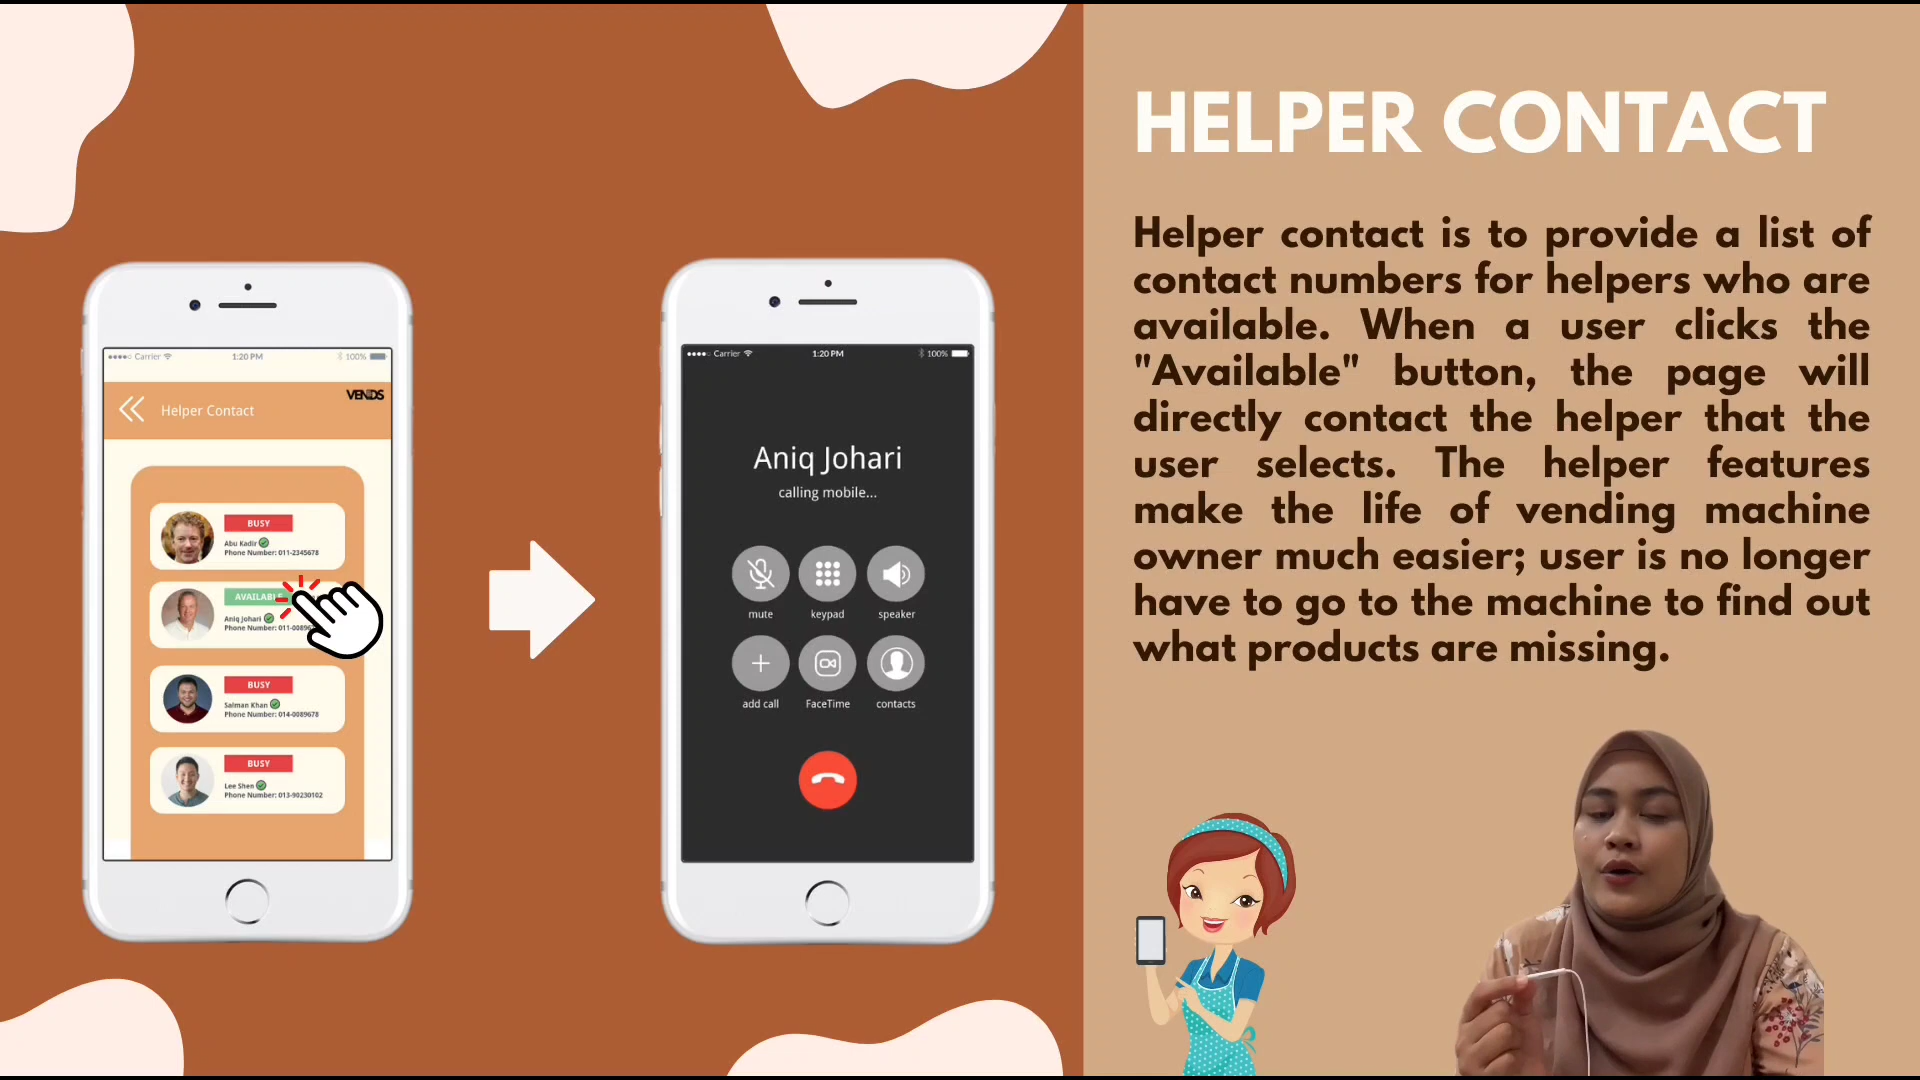 HELPER CONTACT
Helper contact is to provide a list of
contact numbers for helpers who are
available. When a user clicks the
"Available" button, the page will
directly contact the helper that the
user selects. The helper features
make the life of vending machine
owner much easier; user is no longer
have to go to the machine to find out
what products are missing.
Carrier 1:20 PM 100%
VENDS
Helper Contact
BUSY
Abu Kadir
Phone Number: 011-2345678
AVAILABLE
Aniq Johari
Phone Number:
BUSY
Salman Khan
Phone Number: 014-0089678
BUSY
Lee Shen
Phone Number: 013-90230102
Carrier 1:20 PM 100%
Aniq Johari
calling mobile...
mute keypad speaker
add call FaceTime contacts